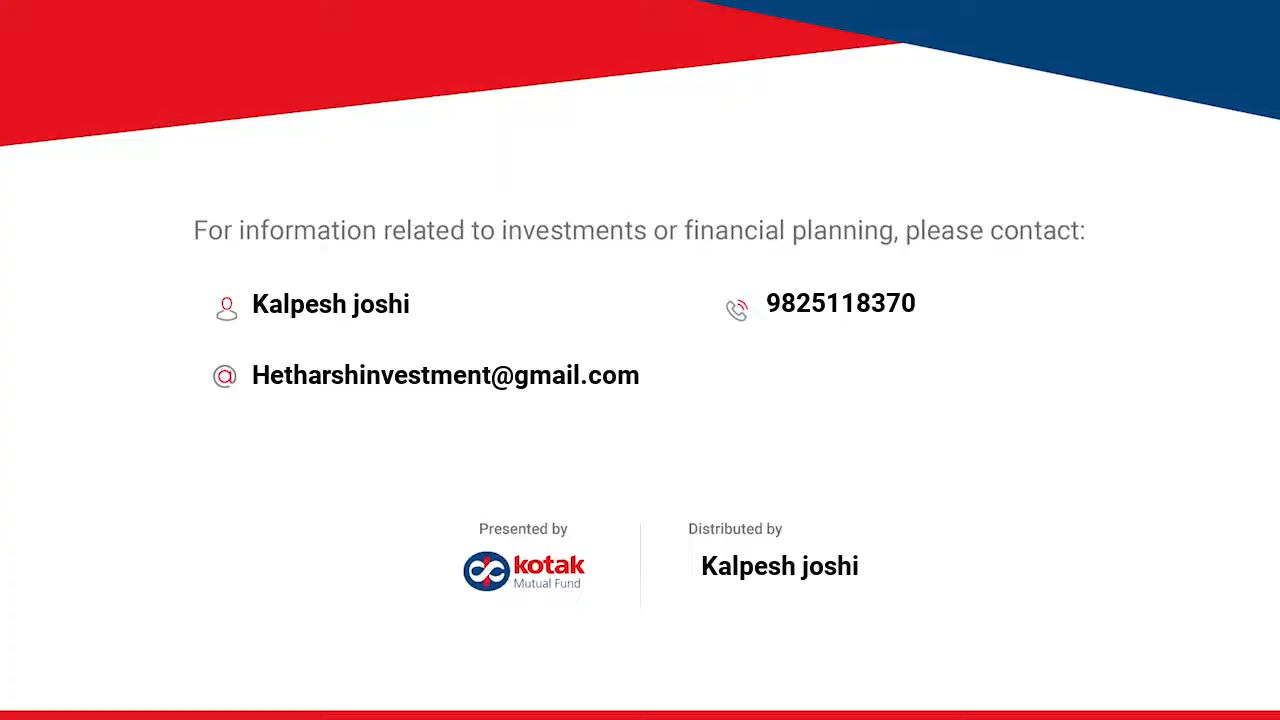 For information related to investments or financial planning, please contact:
Kalpesh joshi
9825118370
@ Hetharshinvestment@gmail.com
Presented by
kotak
Mutual Fund
Distributed by
Kalpesh joshi